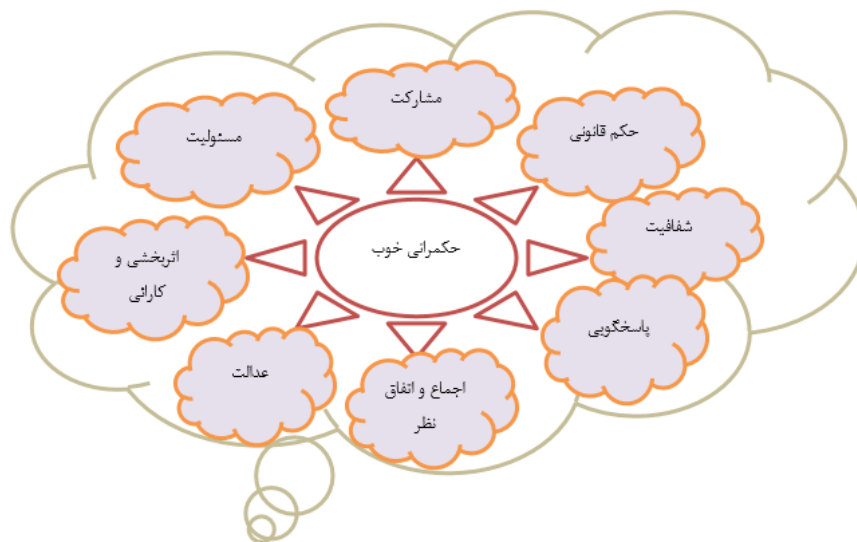 مشارکت
حکم قانونی
مسئولیت
شفافیت
حکمرانی خوب
اثربخشی و
کارائی
پاسخگویی
عدالت
اجماع و اتفاق
نظر